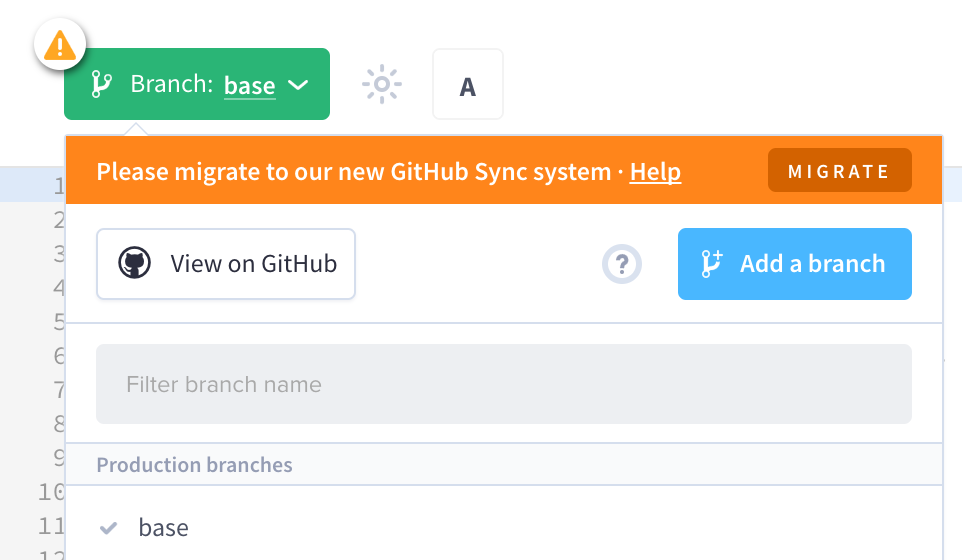 Branch: base
A
Please migrate to our new GitHub Sync system · Help
MIGRATE
View on GitHub
?
Add a branch
Filter branch name
Production branches
base
1
2
3
4
5
6
7
8
9
10
11
12